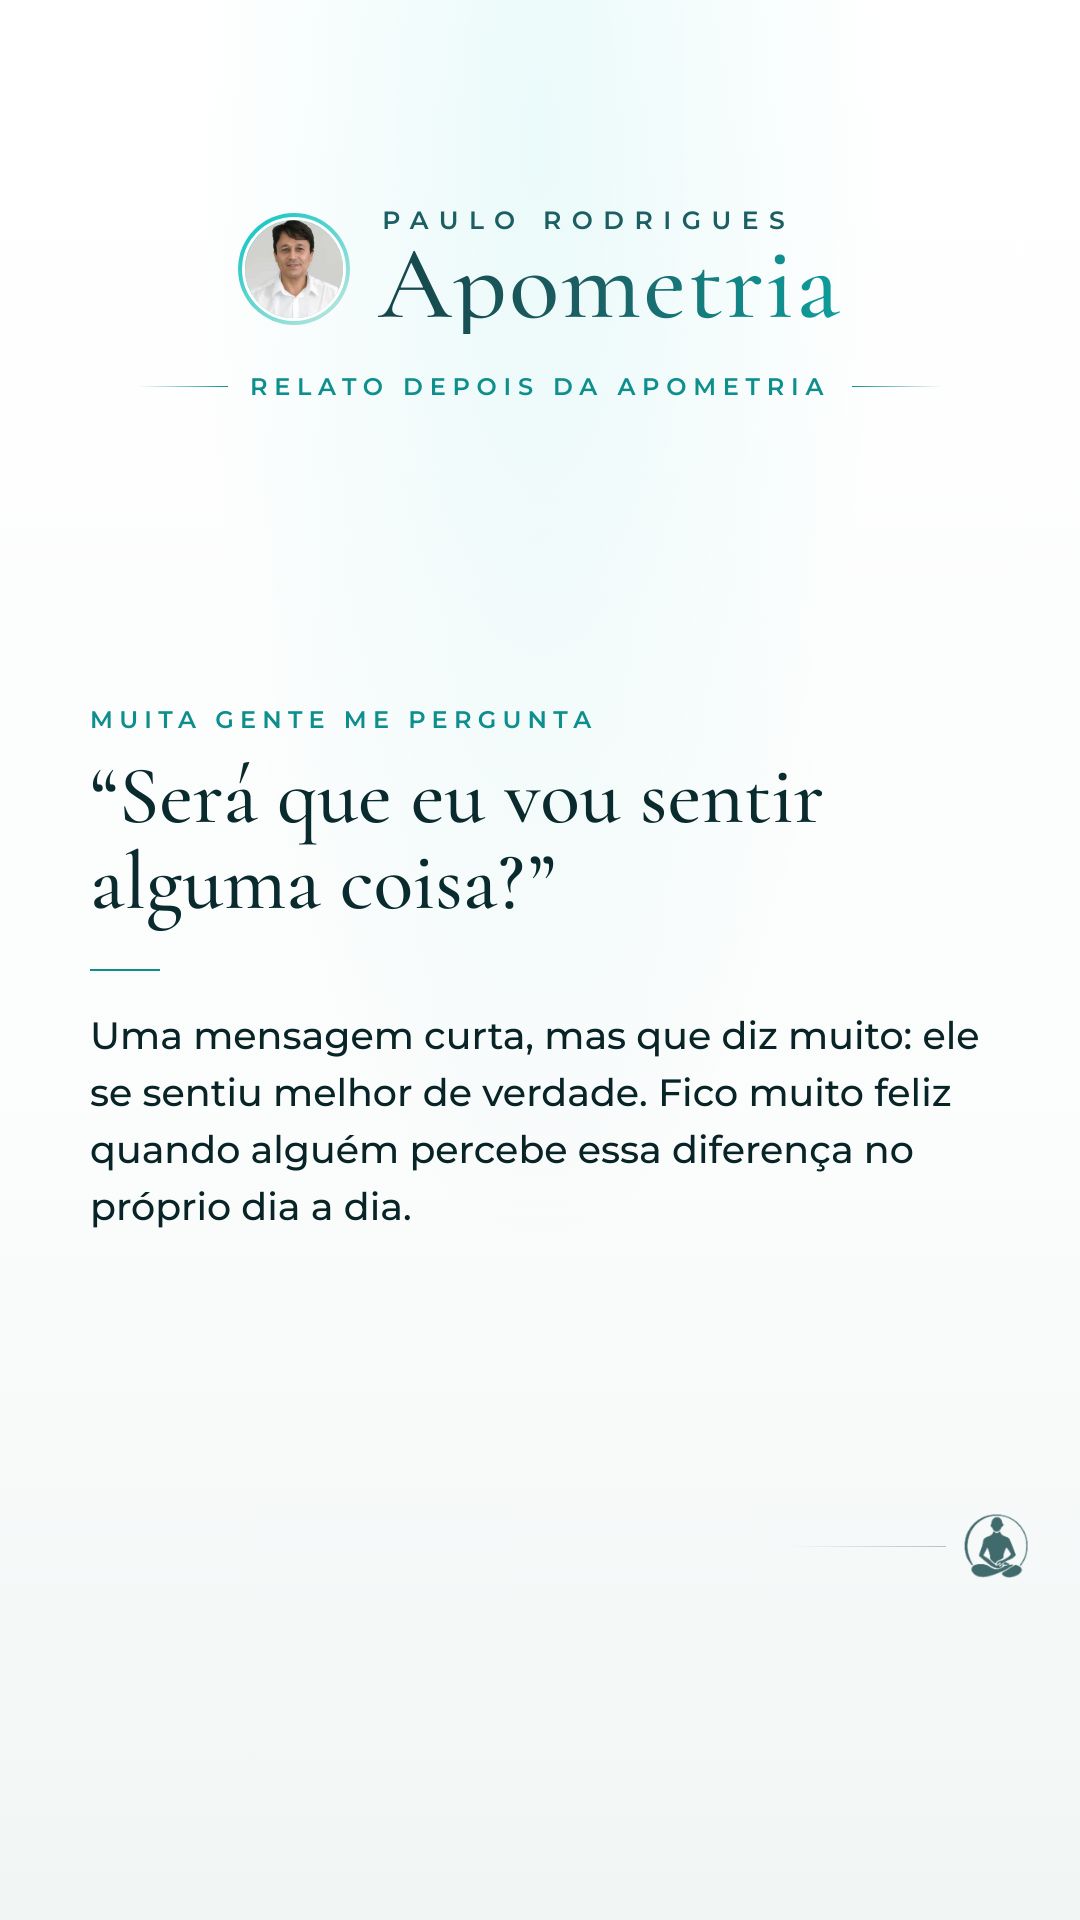 PAULO RODRIGUES
Apometria
RELATO DEPOIS DA APOMETRIA
MUITA GENTE ME PERGUNTA
“Será que eu vou sentir
alguma coisa?”
Uma mensagem curta, mas que diz muito: ele
se sentiu melhor de verdade. Fico muito feliz
quando alguém percebe essa diferença no
próprio dia a dia.